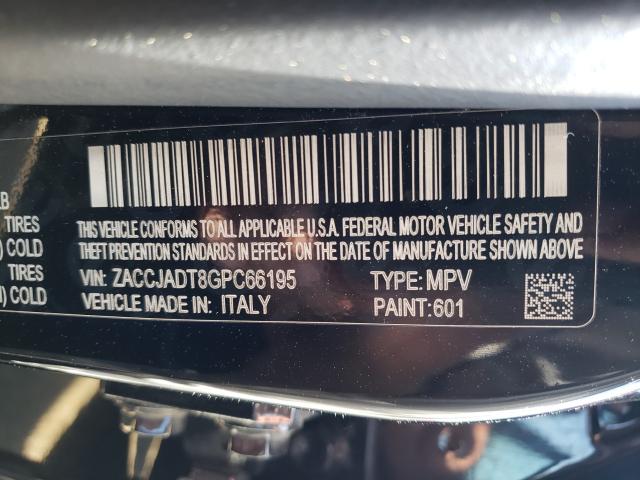 LB
TIRES
) COLD
I) COLD
THIS VEHICLE CONFORMS TO ALL APPLICABLE U.S.A. FEDERAL MOTOR VEHICLE SAFETY AND
THEFT PREVENTION STANDARDS IN EFFECT ON THE DATE OF MANUFACTURE SHOWN ABOVE
VIN: ZACCJADT8GPC66195 TYPE: MPV
VEHICLE MADE IN: ITALY PAINT: 601